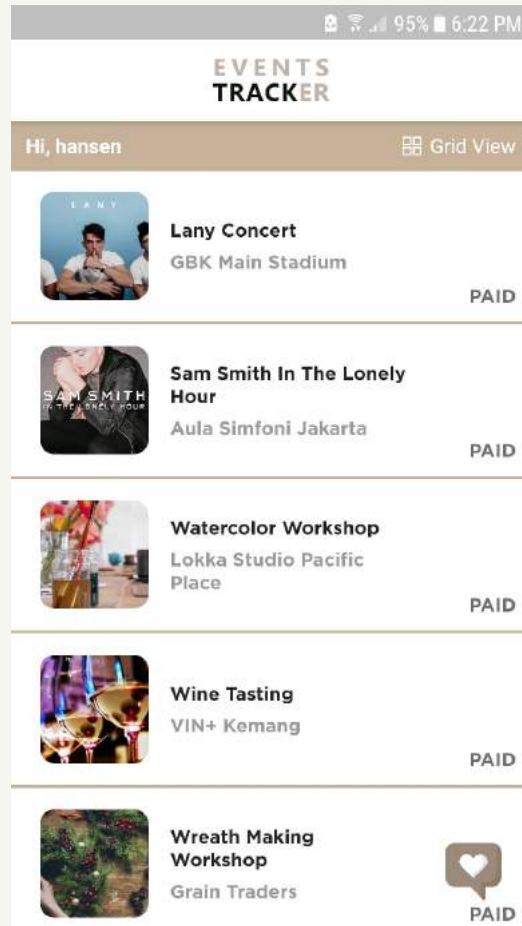 95% 6:22 PM
EVENTS
TRACKER
Hi, hansen
Grid View
LANY
Lany Concert
GBK Main Stadium
PAID
SAM SMITH
IN THE LONELY HOUR
Sam Smith In The Lonely
Hour
Aula Simfoni Jakarta
PAID
Watercolor Workshop
Lokka Studio Pacific
Place
PAID
Wine Tasting
VIN+ Kemang
PAID
Wreath Making
Workshop
Grain Traders
PAID